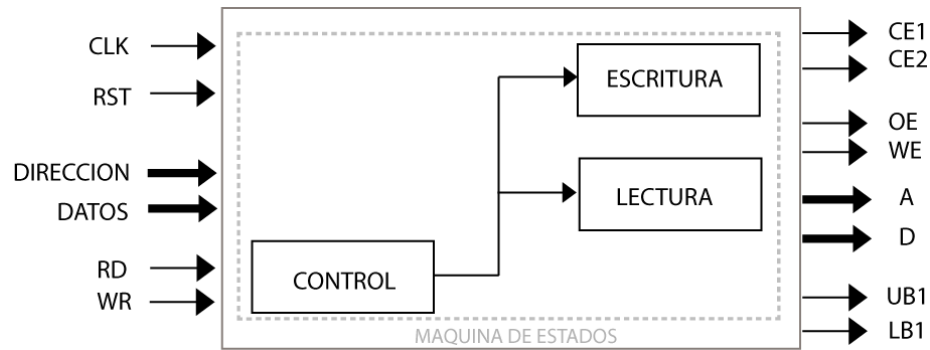 CLK
RST
DIRECCION
DATOS
RD
WR
ESCRITURA
LECTURA
CONTROL
MAQUINA DE ESTADOS
CE1
CE2
OE
WE
A
D
UB1
LB1